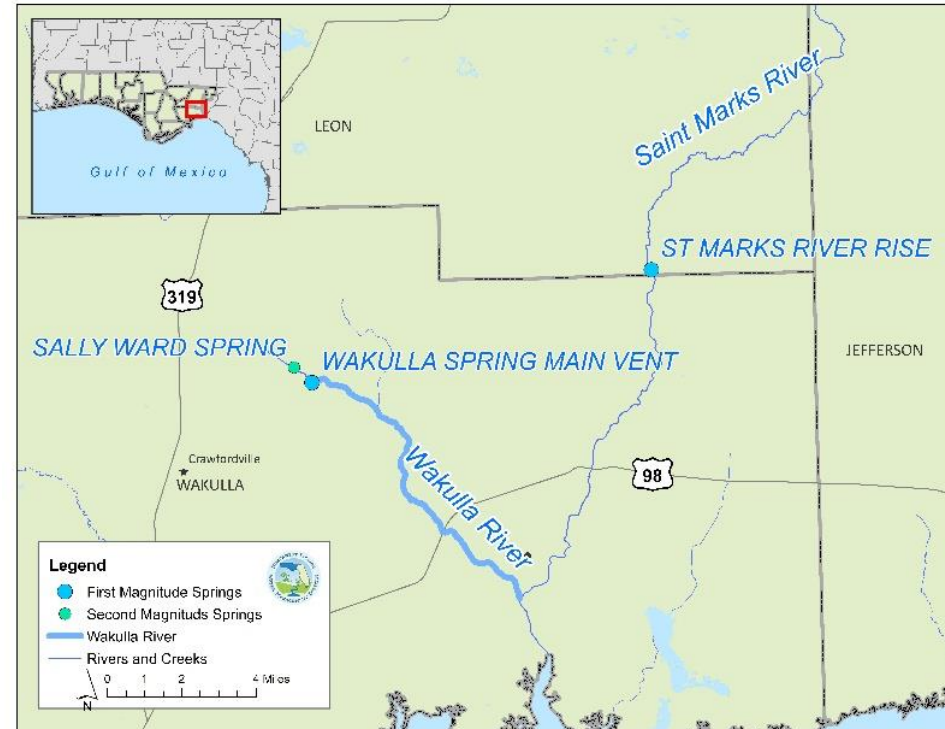 Gulf of Mexico
LEON
Saint Marks River
ST MARKS RIVER RISE
319
SALLY WARD SPRING
WAKULLA SPRING MAIN VENT
JEFFERSON
Crawfordville
WAKULLA
Wakulla River
98
Legend
First Magnitude Springs
Second Magnituds Springs
Wakulla River
Rivers and Creeks
0 2 4 Miles
N